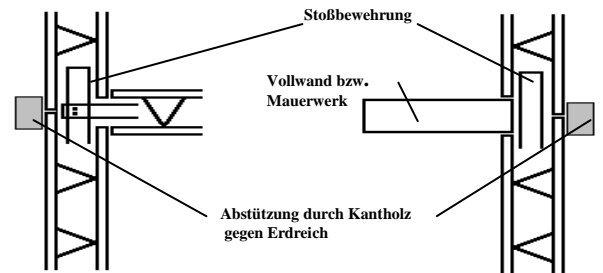 Stoßbewehrung
Vollwand bzw.
Mauerwerk
Abstützung durch Kantholz
gegen Erdreich